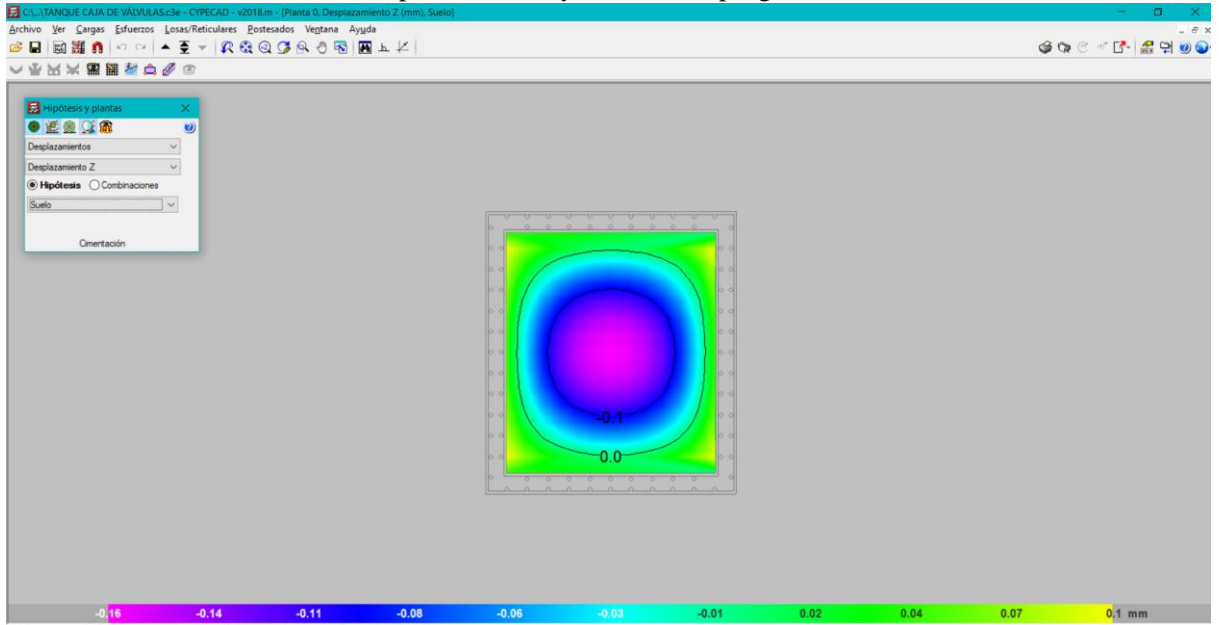 C:\...\TANQUE CAJA DE VÁLVULAS.c3e - CYPECAD - v2018.m - [Planta 0, Desplazamiento Z (mm), Suelo]
Archivo Ver Cargas Esfuerzos Losas/Reticulares Postesados Ventana Ayuda
Hipótesis y plantas
Desplazamientos
Desplazamiento Z
Hipótesis Combinaciones
Suelo
Cimentación
-0.1
0.0
-0.16 -0.14 -0.11 -0.08 -0.06 -0.03 -0.01 0.02 0.04 0.07 0.1 mm